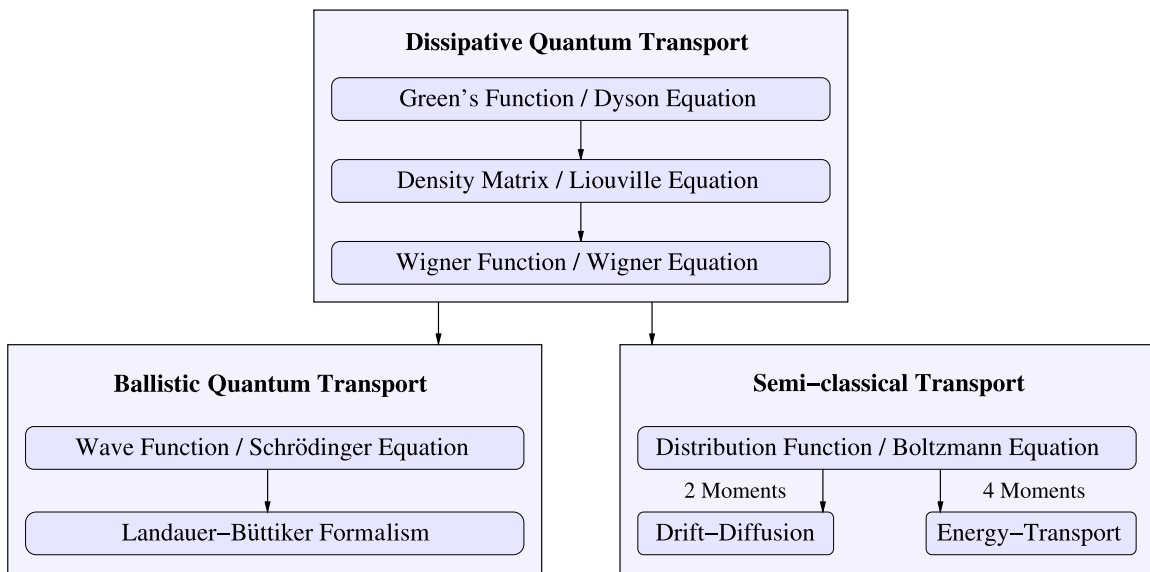 Dissipative Quantum Transport
Green's Function / Dyson Equation
Density Matrix / Liouville Equation
Wigner Function / Wigner Equation
Ballistic Quantum Transport
Wave Function / Schrödinger Equation
Landauer−Büttiker Formalism
Semi−classical Transport
Distribution Function / Boltzmann Equation
2 Moments
4 Moments
Drift−Diffusion
Energy−Transport